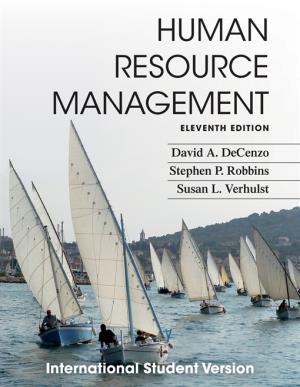 HUMAN
RESOURCE
MANAGEMENT
ELEVENTH EDITION
David A. DeCenzo
Stephen P. Robbins
Susan L. Verhulst
International Student Version